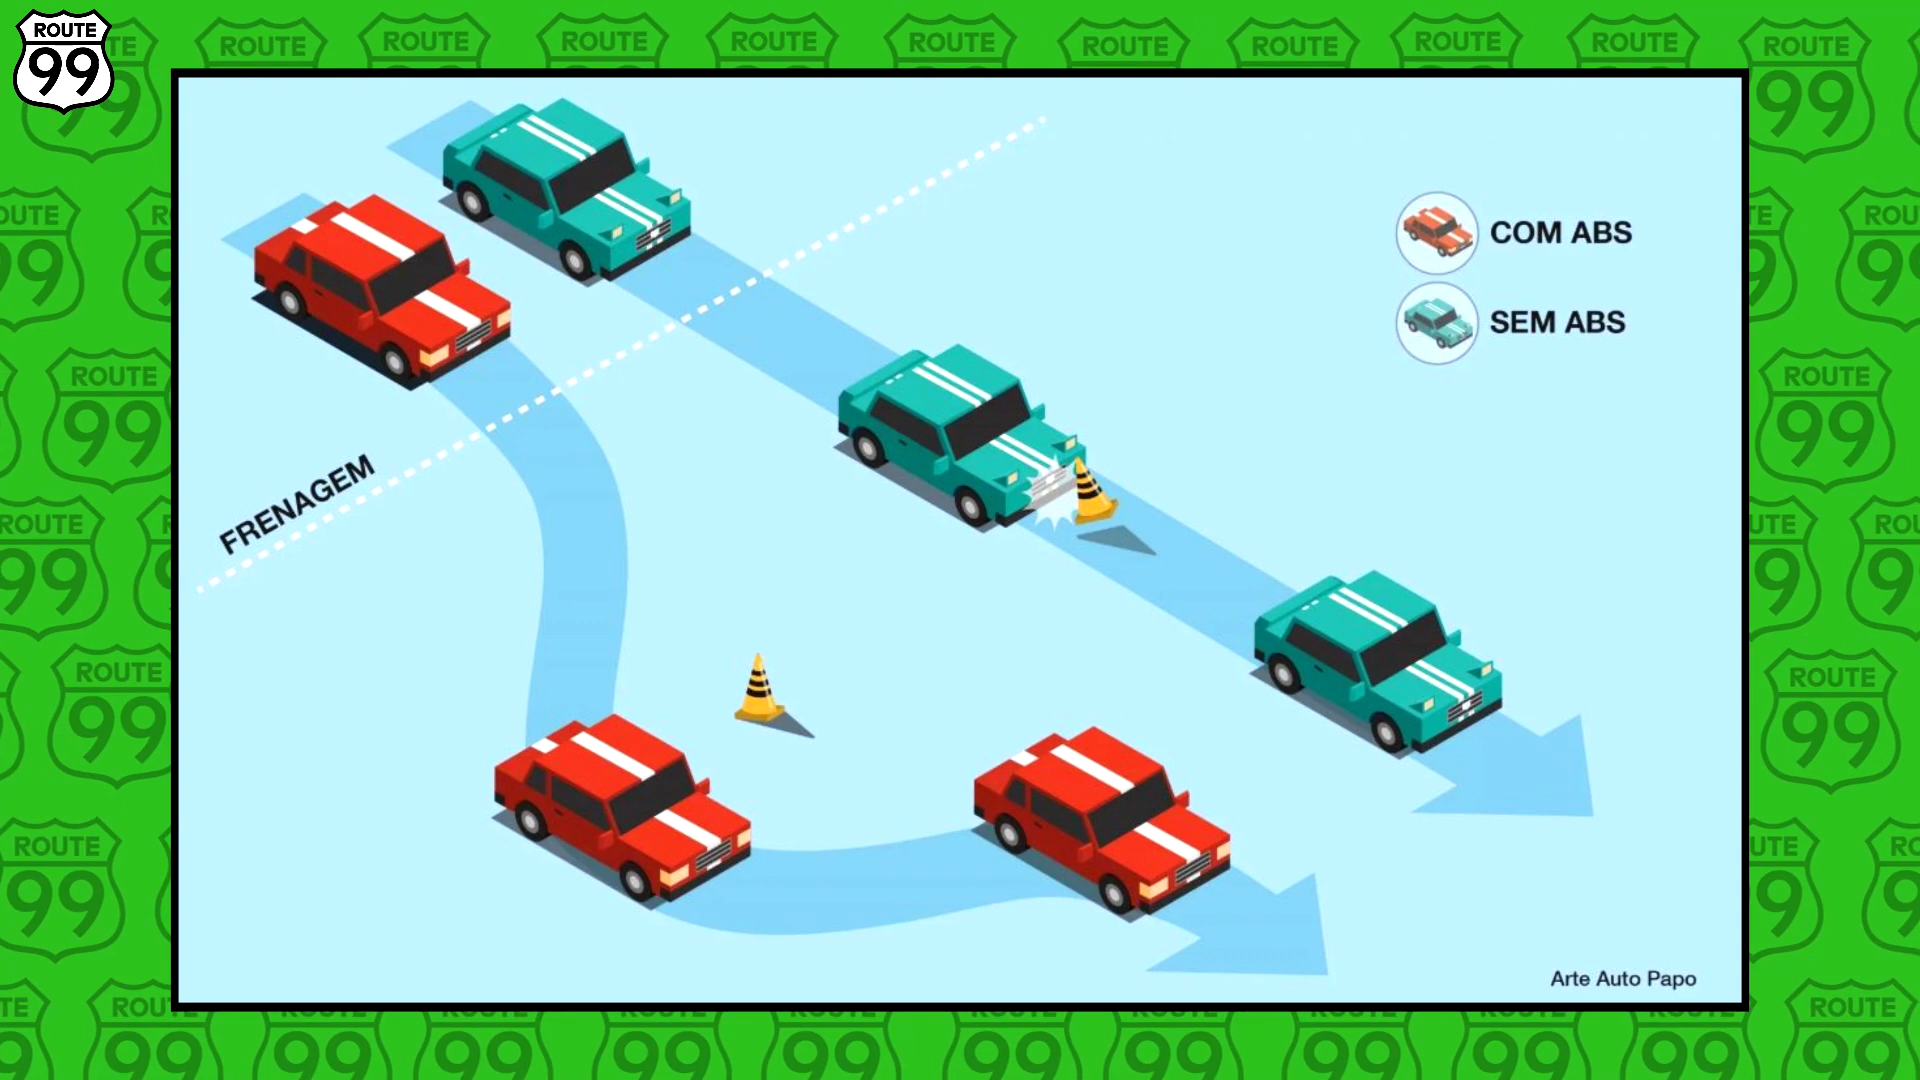 ROUTE
99
COM ABS
SEM ABS
FRENAGEM
Arte Auto Papo